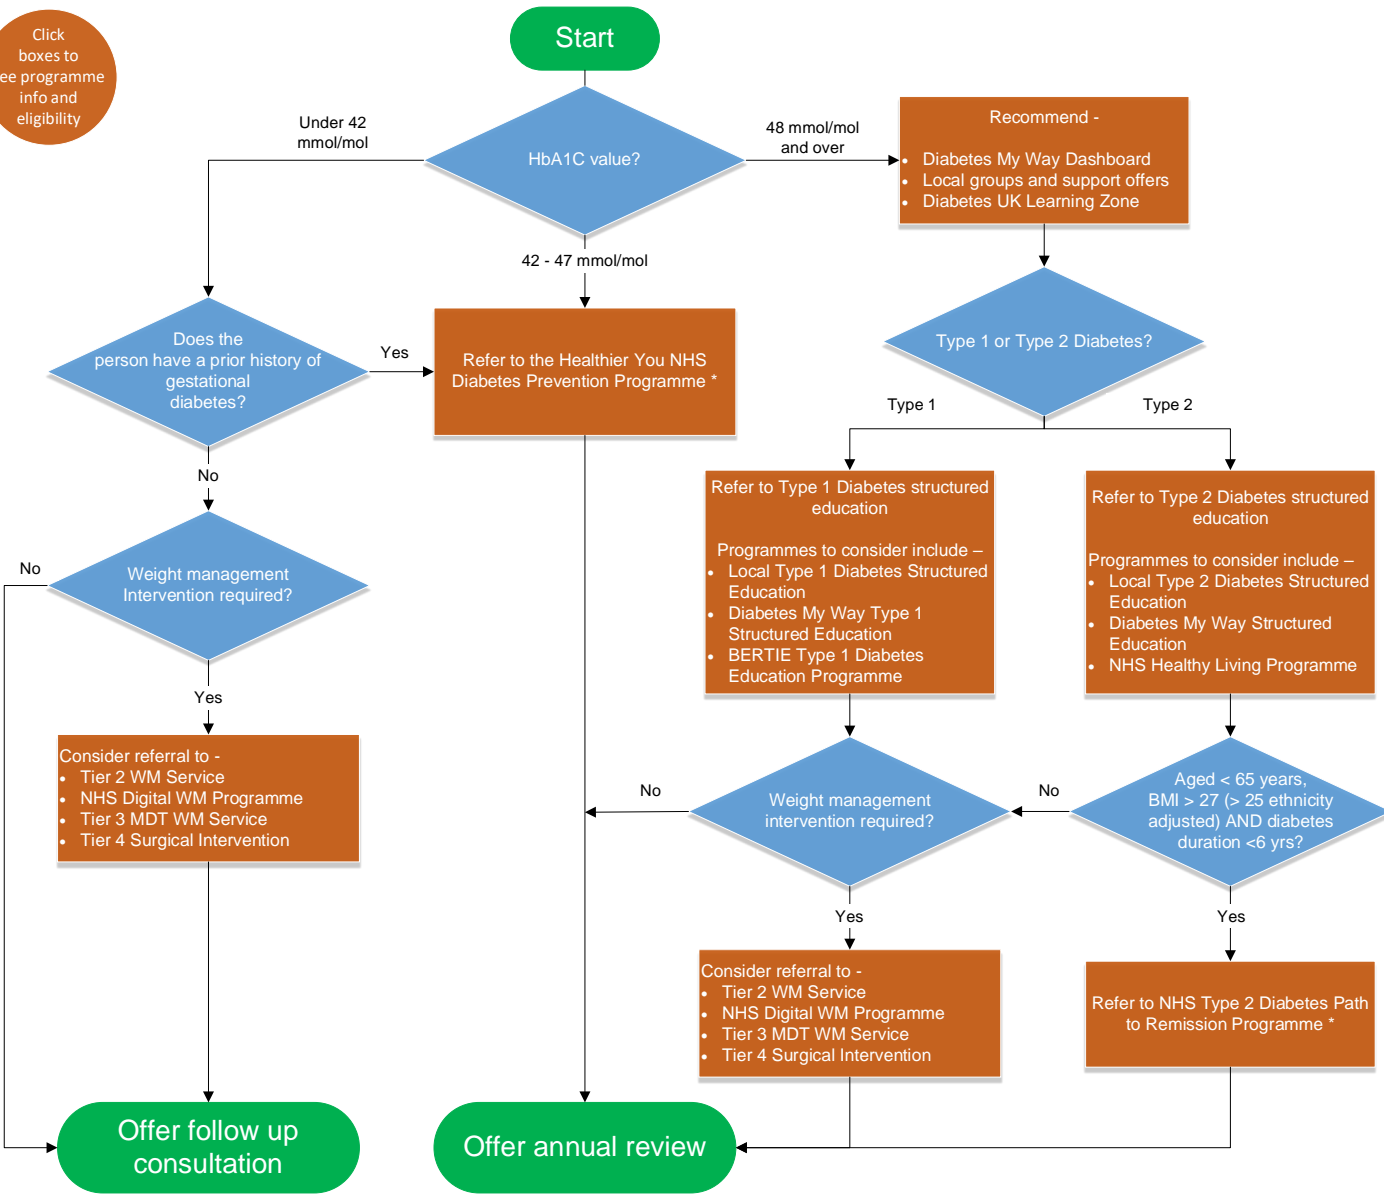 Click
boxes to
ee programme
info and
eligibility
Start
HbA1C value?
Under 42
mmol/mol
48 mmol/mol
and over
42 - 47 mmol/mol
Recommend -
• Diabetes My Way Dashboard
• Local groups and support offers
• Diabetes UK Learning Zone
Does the
person have a prior history of
gestational
diabetes?
Yes
Refer to the Healthier You NHS
Diabetes Prevention Programme *
Type 1 or Type 2 Diabetes?
Type 1
Type 2
No
Weight management
Intervention required?
No
Yes
Refer to Type 1 Diabetes structured
education
Programmes to consider include –
• Local Type 1 Diabetes Structured
Education
• Diabetes My Way Type 1
Structured Education
• BERTIE Type 1 Diabetes
Education Programme
Refer to Type 2 Diabetes structured
education
Programmes to consider include –
• Local Type 2 Diabetes Structured
Education
• Diabetes My Way Structured
Education
• NHS Healthy Living Programme
Consider referral to -
• Tier 2 WM Service
• NHS Digital WM Programme
• Tier 3 MDT WM Service
• Tier 4 Surgical Intervention
No
Weight management
intervention required?
No
Aged < 65 years,
BMI > 27 (> 25 ethnicity
adjusted) AND diabetes
duration <6 yrs?
Yes
Yes
Consider referral to -
• Tier 2 WM Service
• NHS Digital WM Programme
• Tier 3 MDT WM Service
• Tier 4 Surgical Intervention
Refer to NHS Type 2 Diabetes Path
to Remission Programme *
Offer follow up
consultation
Offer annual review